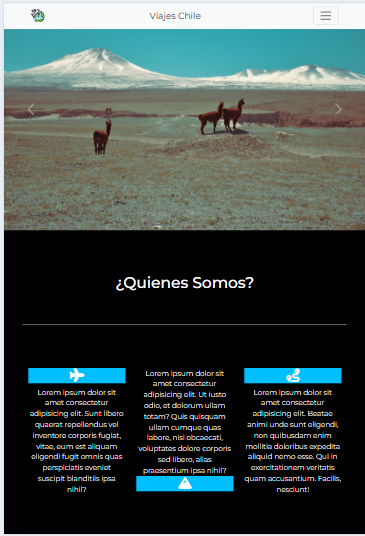 Viajes Chile
¿Quienes Somos?
Lorem ipsum dolor sit
amet consectetur
adipisicing elit. Sunt libero
quaerat repellendus vel
inventore corporis fugiat,
vitae, eum est aliquam
eligendi fugit omnis quas
perspiciatis eveniet
suscipit blanditiis ipsa
nihil?
Lorem ipsum dolor sit
amet consectetur
adipisicing elit. Ut iusto
odio, et dolorum ullam
totam? Quis quisquam
ullam cumque quas
labore, nisi obcaecati,
voluptates dolore corporis
sed libero, alias
praesentium ipsa nihil?
Lorem ipsum dolor sit
amet consectetur
adipisicing elit. Beatae
animi unde sunt eligendi,
non quibusdam enim
mollitia doloribus expedita
aliquid nemo esse. Qui in
exercitationem veritatis
quam accusantium. Facilis,
nesciunt!